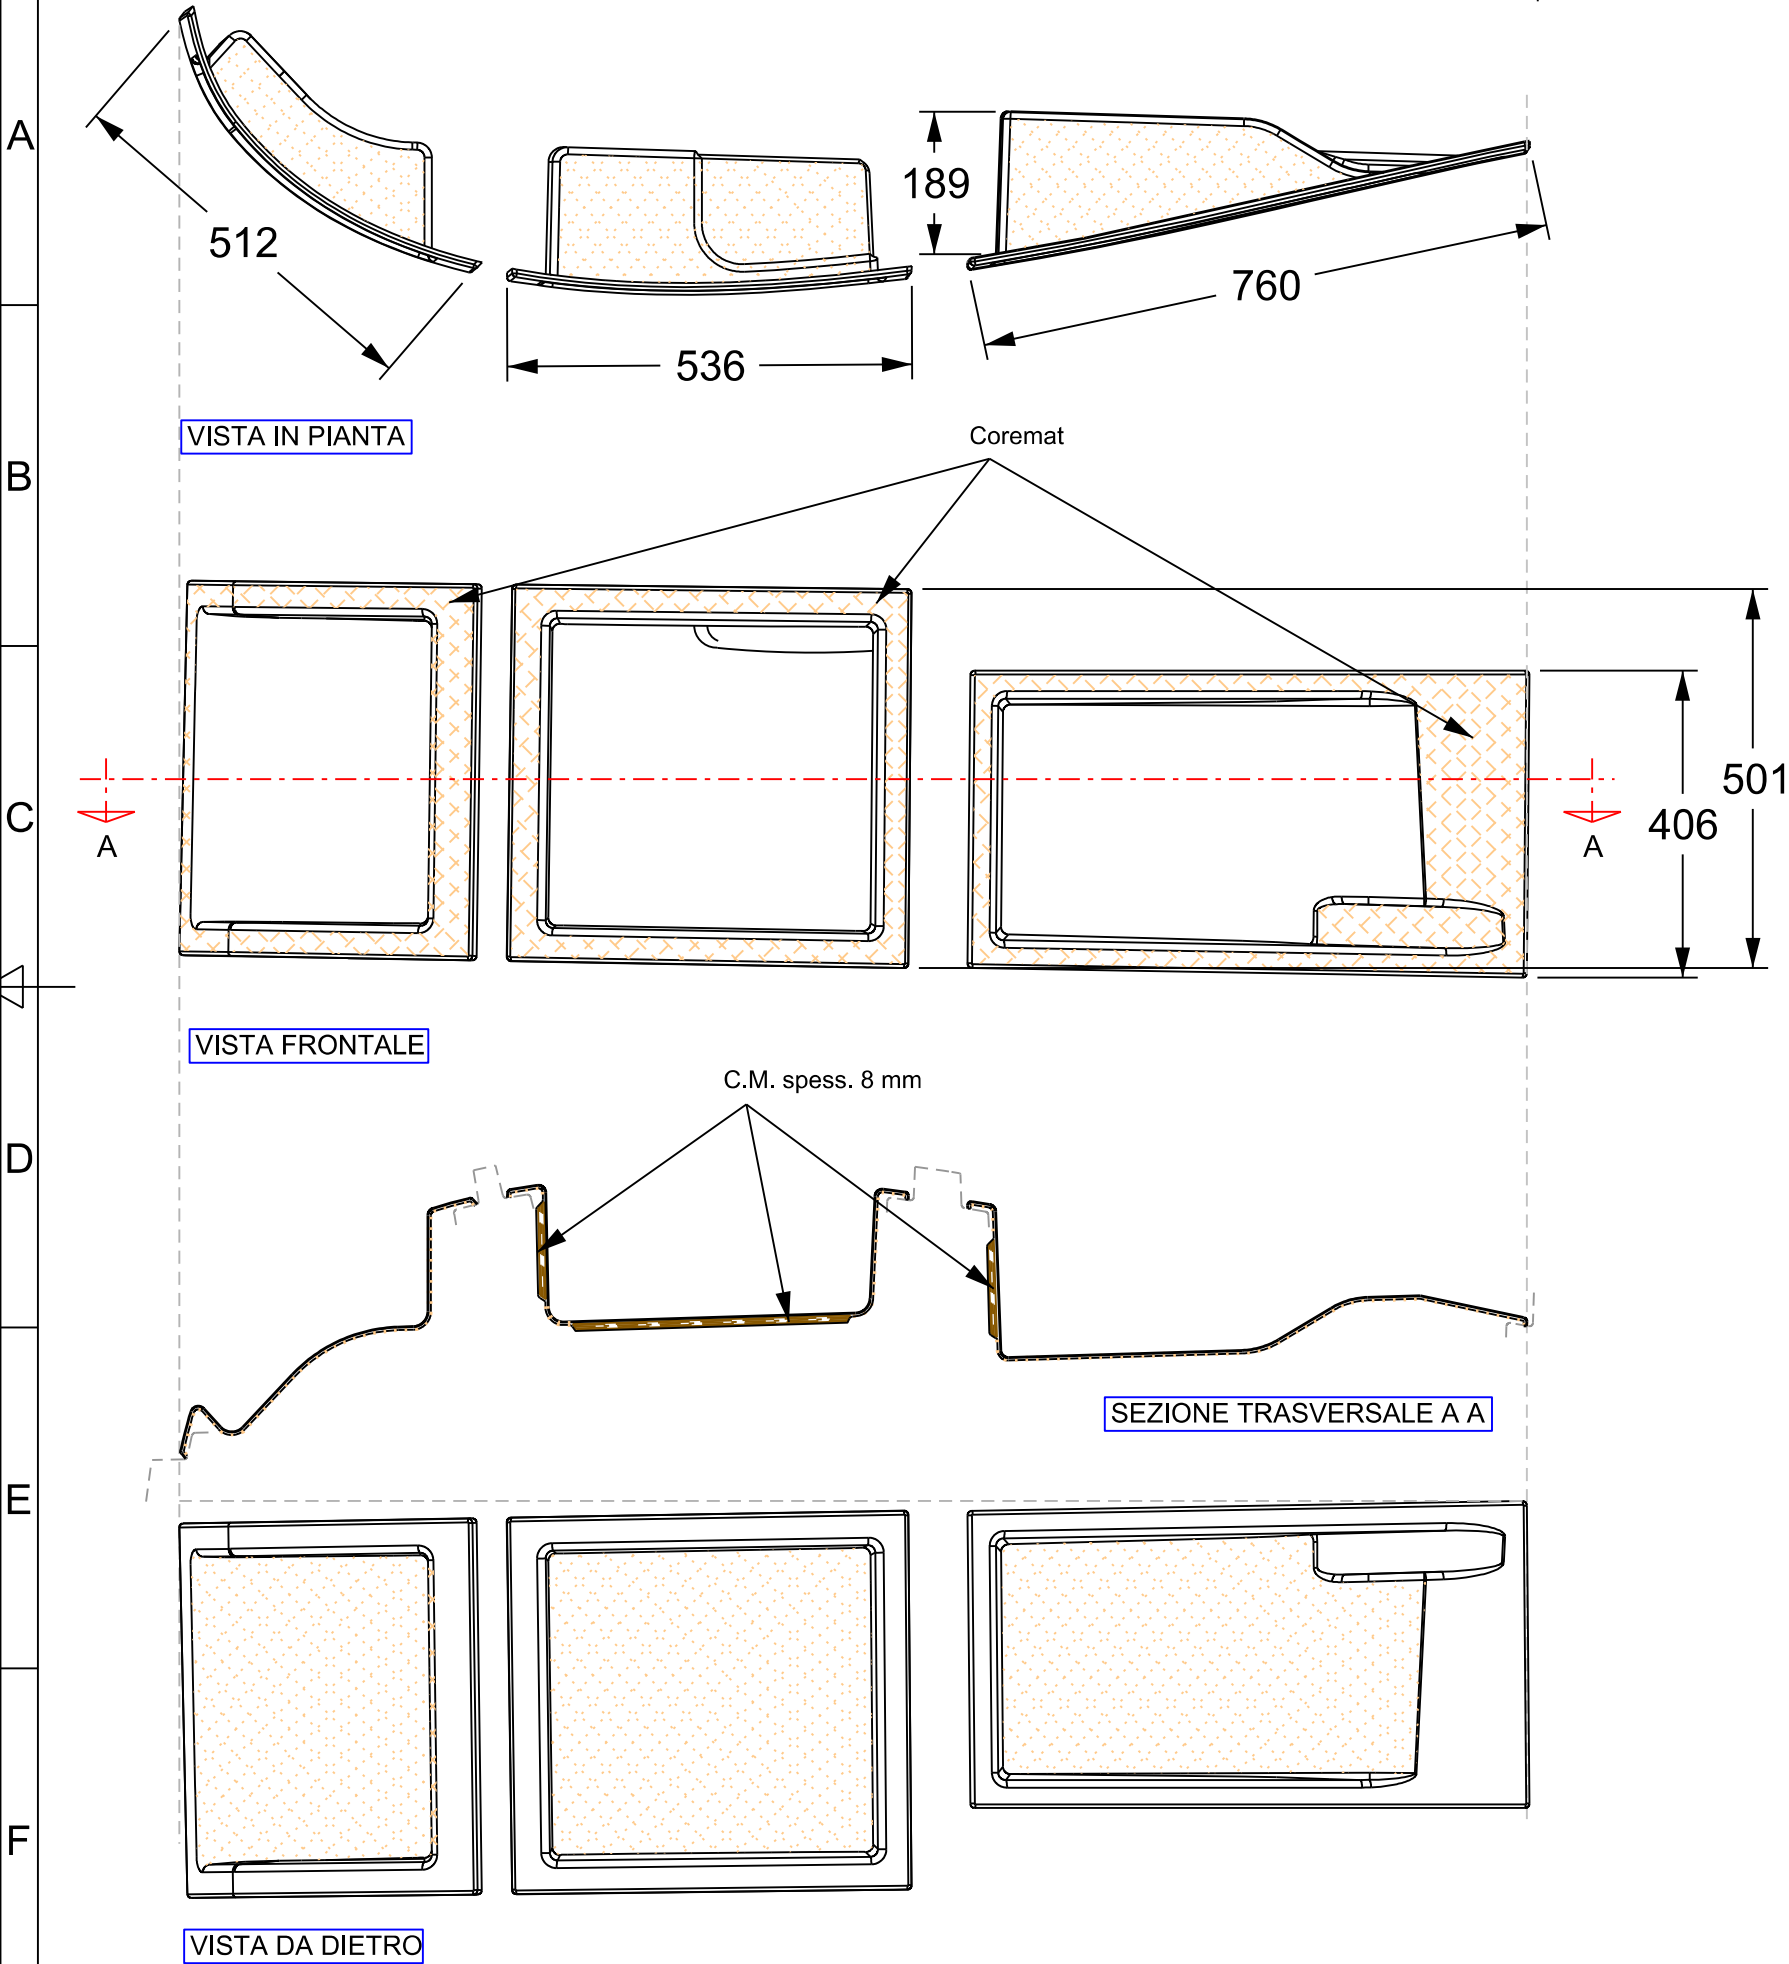 A
189
512
760
536
VISTA IN PIANTA
Coremat
B
501
C
406
A
A
VISTA FRONTALE
C.M. spess. 8 mm
D
SEZIONE TRASVERSALE A A
E
F
VISTA DA DIETRO